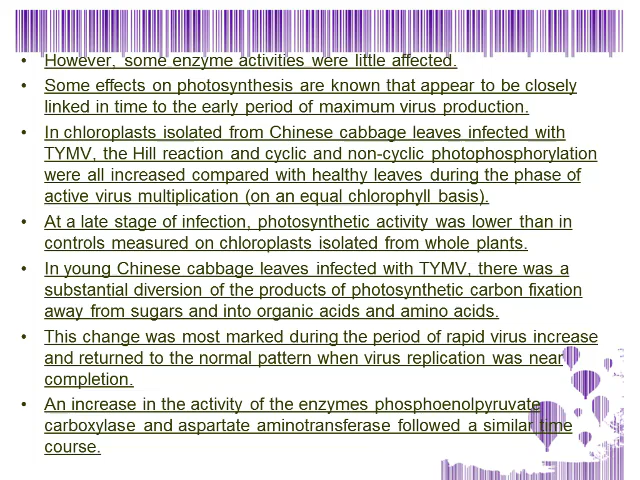 • However, some enzyme activities were little affected.
• Some effects on photosynthesis are known that appear to be closely
linked in time to the early period of maximum virus production.
• In chloroplasts isolated from Chinese cabbage leaves infected with
TYMV, the Hill reaction and cyclic and non-cyclic photophosphorylation
were all increased compared with healthy leaves during the phase of
active virus multiplication (on an equal chlorophyll basis).
• At a late stage of infection, photosynthetic activity was lower than in
controls measured on chloroplasts isolated from whole plants.
• In young Chinese cabbage leaves infected with TYMV, there was a
substantial diversion of the products of photosynthetic carbon fixation
away from sugars and into organic acids and amino acids.
• This change was most marked during the period of rapid virus increase
and returned to the normal pattern when virus replication was near
completion.
• An increase in the activity of the enzymes phosphoenolpyruvate
carboxylase and aspartate aminotransferase followed a similar time
course.